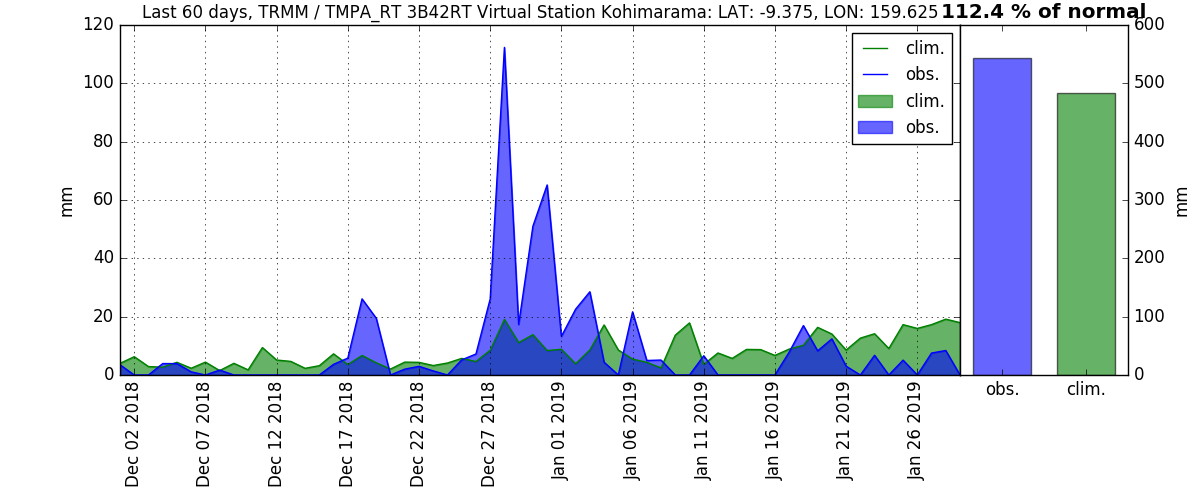 Last 60 days, TRMM / TMPA_RT 3B42RT Virtual Station Kohimarama: LAT: -9.375, LON: 159.625
112.4 % of normal
120
100
80
60
40
20
0
mm
clim.
obs.
clim.
obs.
Dec 02 2018
Dec 07 2018
Dec 12 2018
Dec 17 2018
Dec 22 2018
Dec 27 2018
Jan 01 2019
Jan 06 2019
Jan 11 2019
Jan 16 2019
Jan 21 2019
Jan 26 2019
600
500
400
300
200
100
0
mm
obs.
clim.